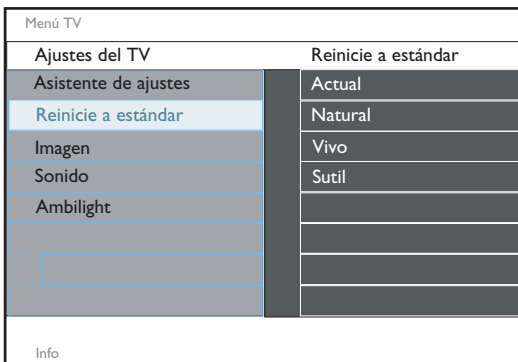 Menú TV
Ajustes del TV Reinicie a estándar
Asistente de ajustes Actual
Reinicie a estándar Natural
Imagen Vivo
Sonido Sutil
Ambilight
Info